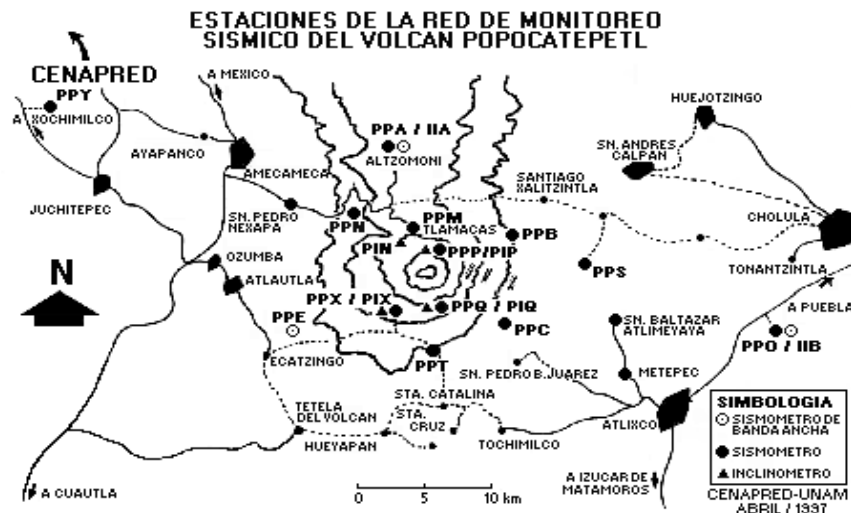 ESTACIONES DE LA RED DE MONITOREO
SISMICO DEL VOLCAN POPOCATEPETL
CENAPRED
A MEXICO
PPY
A XOCHIMILCO
HUEJOTZINGO
PPA / IIA
ALTZOMONI
AYAPANCO
SN. ANDRES
CALPAN
AMECAMECA
SANTIAGO
XALITZINTLA
JUCHITEPEC
SN. PEDRO
NEXAPA
PPN
PPM
TLAMACAS
PPB
CHOLULA
PIN
PPP/PIP
OZUMBA
PPS
TONANTZINTLA
N
ATLAUTLA
PPX / PIX
PPQ / PIQ
A PUEBLA
PPE
PPC
SN. BALTAZAR
ATLIMEYAYA
PPO / IIB
ECATZINGO
PPT
SN. PEDRO B. JUAREZ
METEPEC
STA. CATALINA
TETELA
DEL VOLCAN
STA.
CRUZ
HUEYAPAN
TOCHIMILCO
ATLIXCO
SIMBOLOGIA
SISMOMETRO DE
BANDA ANCHA
SISMOMETRO
INCLINOMETRO
A CUAUTLA
0 5 10 km
A IZUCAR DE
MATAMOROS
CENAPRED-UNAM
ABRIL / 1997